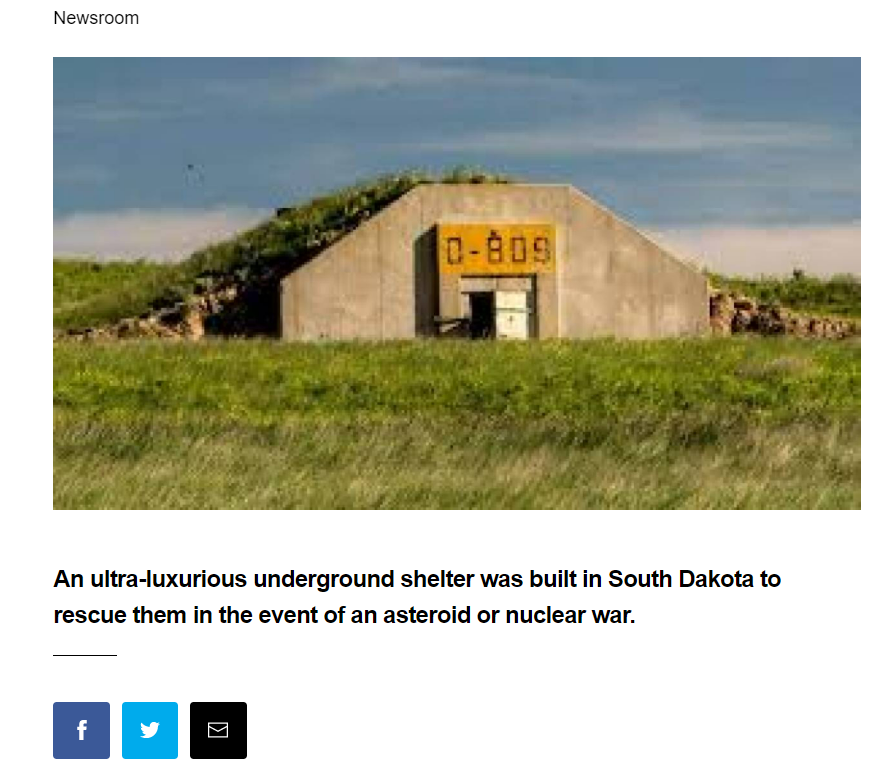 Newsroom
D-809
An ultra-luxurious underground shelter was built in South Dakota to
rescue them in the event of an asteroid or nuclear war.
f